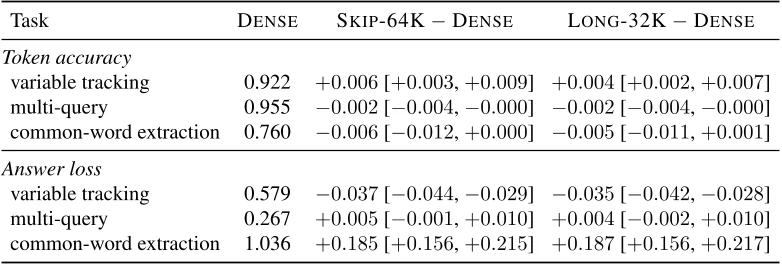 Task DENSE SKIP-64K − DENSE LONG-32K − DENSE
Token accuracy
variable tracking 0.922 +0.006 [+0.003, +0.009] +0.004 [+0.002, +0.007]
multi-query 0.955 −0.002 [−0.004, −0.000] −0.002 [−0.004, −0.000]
common-word extraction 0.760 −0.006 [−0.012, +0.000] −0.005 [−0.011, +0.001]
Answer loss
variable tracking 0.579 −0.037 [−0.044, −0.029] −0.035 [−0.042, −0.028]
multi-query 0.267 +0.005 [−0.001, +0.010] +0.004 [−0.002, +0.010]
common-word extraction 1.036 +0.185 [+0.156, +0.215] +0.187 [+0.156, +0.217]